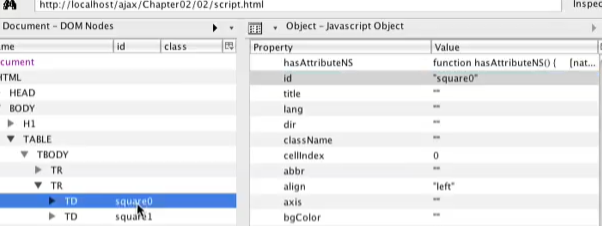 http://localhost/ajax/Chapter02/02/script.html Inspec
Document – DOM Nodes Object – Javascript Object
me id class Property Value
cument hasAttributeNS function hasAttributeNS() { [nat...
HTML id "square0"
HEAD title ""
BODY lang ""
H1 dir ""
TABLE className ""
TBODY cellIndex 0
TR abbr ""
TR align "left"
TD square0 axis ""
TD square1 bgColor ""